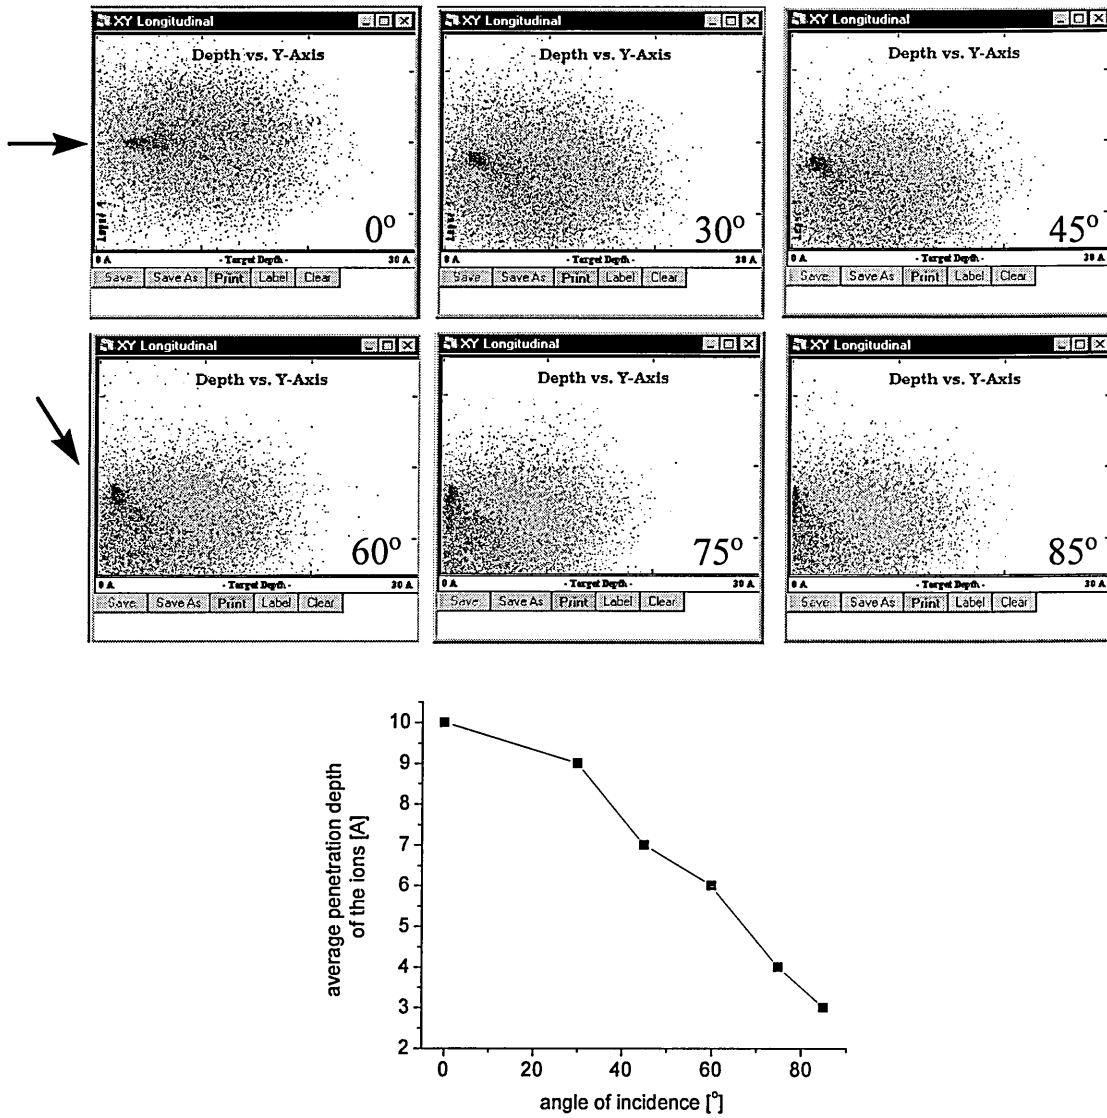 XY Longitudinal
Depth vs. Y-Axis
0°
0 A - Target Depth - 30 A
Save Save As Print Label Clear
XY Longitudinal
Depth vs. Y-Axis
30°
0 A - Target Depth - 30 A
Save Save As Print Label Clear
XY Longitudinal
Depth vs. Y-Axis
45°
0 A - Target Depth - 30 A
Save Save As Print Label Clear
XY Longitudinal
Depth vs. Y-Axis
60°
0 A - Target Depth - 30 A
Save Save As Print Label Clear
XY Longitudinal
Depth vs. Y-Axis
75°
0 A - Target Depth - 30 A
Save Save As Print Label Clear
XY Longitudinal
Depth vs. Y-Axis
85°
0 A - Target Depth - 30 A
Save Save As Print Label Clear
average penetration depth
of the ions [A]
10
9
8
7
6
5
4
3
2
0 20 40 60 80
angle of incidence [°]